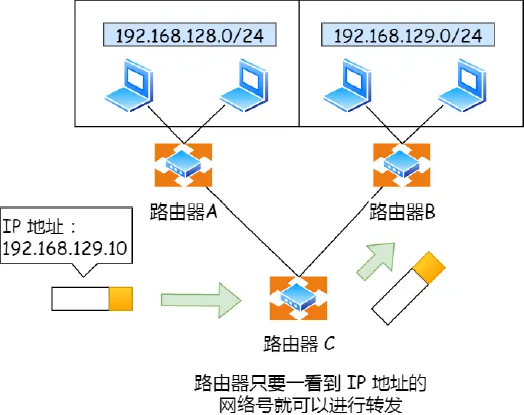 192.168.128.0/24
192.168.129.0/24
路由器A
路由器B
IP 地址：
192.168.129.10
路由器 C
路由器只要一看到 IP 地址的
网络号就可以进行转发